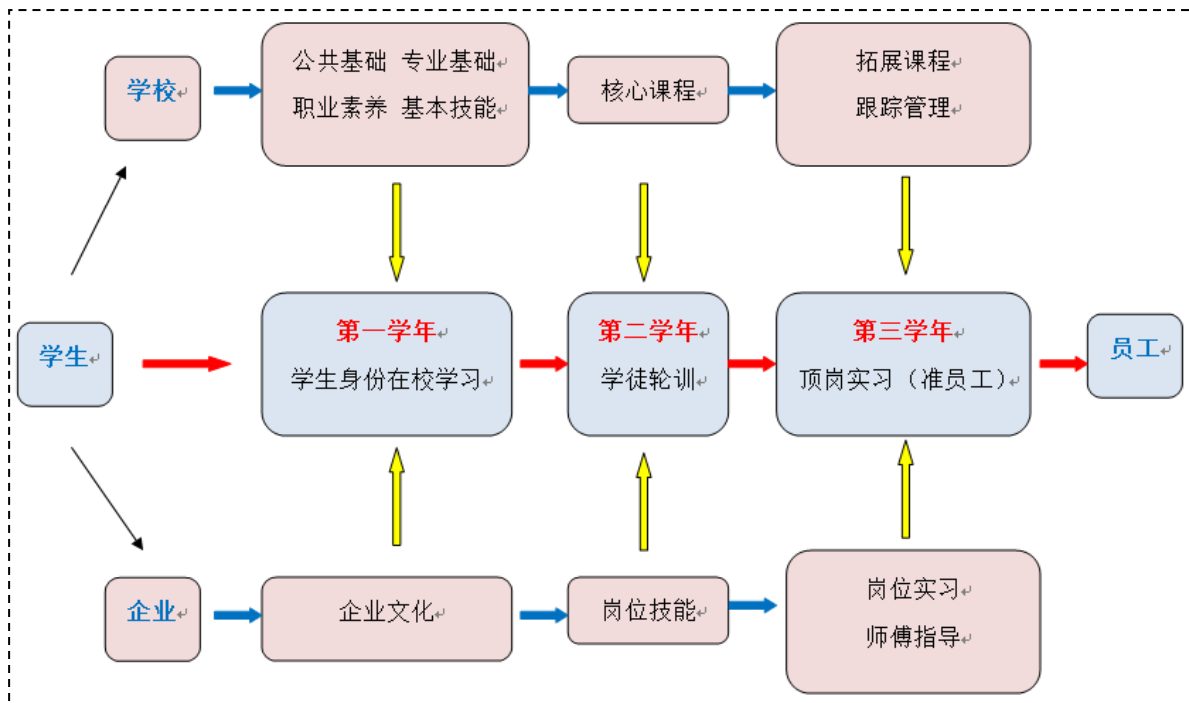 学校
公共基础 专业基础
职业素养 基本技能
核心课程
拓展课程
跟踪管理
学生
第一学年
学生身份在校学习
第二学年
学徒轮训
第三学年
顶岗实习（准员工）
员工
企业
企业文化
岗位技能
岗位实习
师傅指导